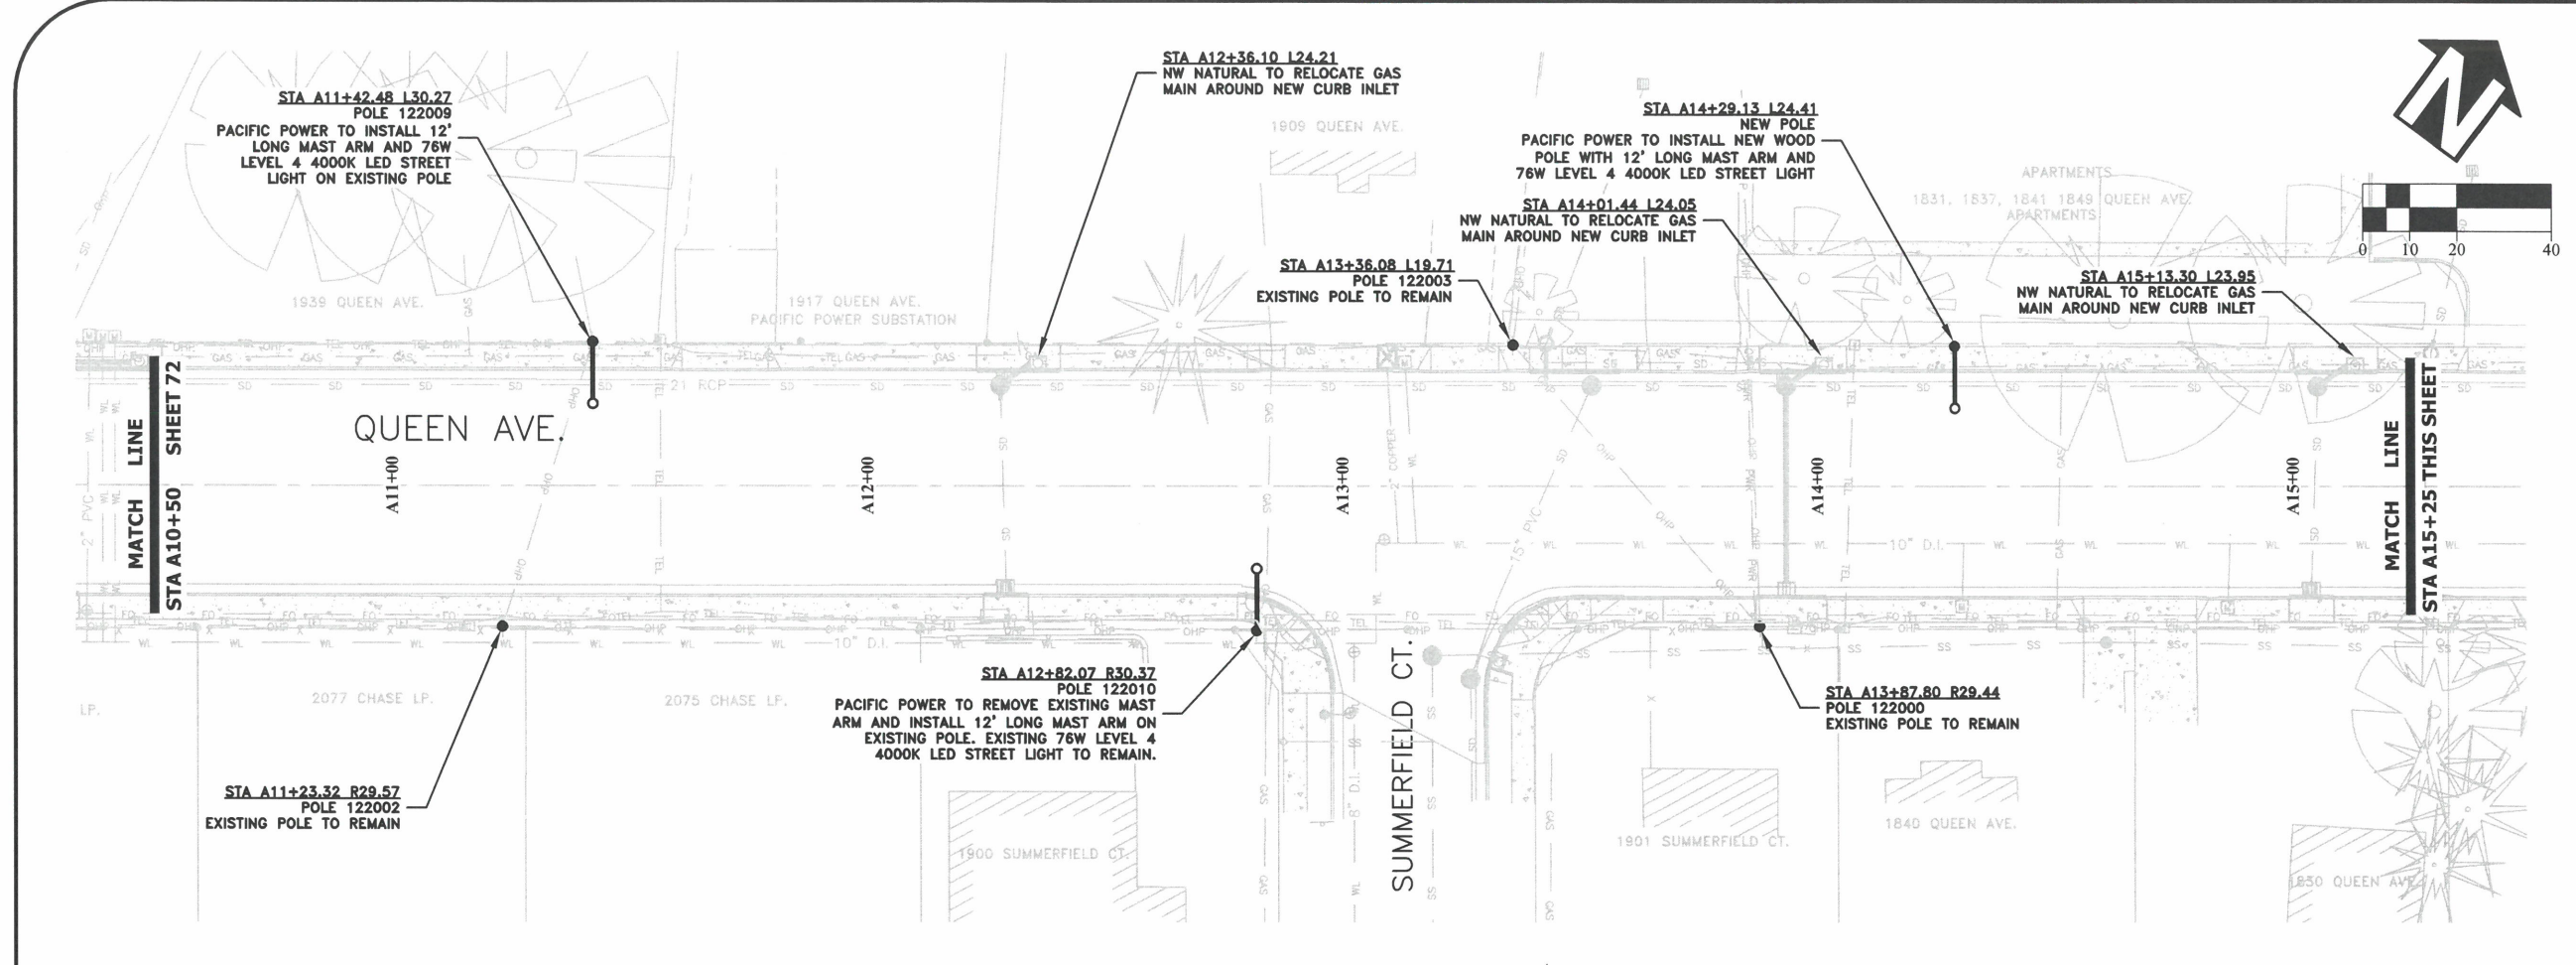 STA A12+36.10 L24.21
NW NATURAL TO RELOCATE GAS
MAIN AROUND NEW CURB INLET
STA A11+42.48 L30.27
POLE 122009
PACIFIC POWER TO INSTALL 12'
LONG MAST ARM AND 76W
LEVEL 4 4000K LED STREET
LIGHT ON EXISTING POLE
1909 QUEEN AVE.
STA A14+29.13 L24.41
NEW POLE
PACIFIC POWER TO INSTALL NEW WOOD
POLE WITH 12' LONG MAST ARM AND
76W LEVEL 4 4000K LED STREET LIGHT
N
APARTMENTS
1831, 1837, 1841 1849 QUEEN AVE.
APARTMENTS
0 10 20 40
STA A14+01.44 L24.05
NW NATURAL TO RELOCATE GAS
MAIN AROUND NEW CURB INLET
STA A13+36.08 L19.71
POLE 122003
EXISTING POLE TO REMAIN
STA A15+13.30 L23.95
NW NATURAL TO RELOCATE GAS
MAIN AROUND NEW CURB INLET
1939 QUEEN AVE.
1917 QUEEN AVE.
PACIFIC POWER SUBSTATION
21 RCP
MATCH LINE
STA A10+50 SHEET 72
QUEEN AVE.
2" PVC
A11+00
A12+00
A13+00
2" COPPER
15" PVC
A14+00
10" D.I.
A15+00
MATCH LINE
STA A15+25 THIS SHEET
10" D.I.
2077 CHASE LP.
2075 CHASE LP.
LP.
STA A12+82.07 R30.37
POLE 122010
PACIFIC POWER TO REMOVE EXISTING MAST
ARM AND INSTALL 12' LONG MAST ARM ON
EXISTING POLE. EXISTING 76W LEVEL 4
4000K LED STREET LIGHT TO REMAIN.
8" D.I.
SUMMERFIELD CT.
STA A13+87.80 R29.44
POLE 122000
EXISTING POLE TO REMAIN
STA A11+23.32 R29.57
POLE 122002
EXISTING POLE TO REMAIN
1900 SUMMERFIELD CT.
1901 SUMMERFIELD CT.
1840 QUEEN AVE.
1830 QUEEN AVE.